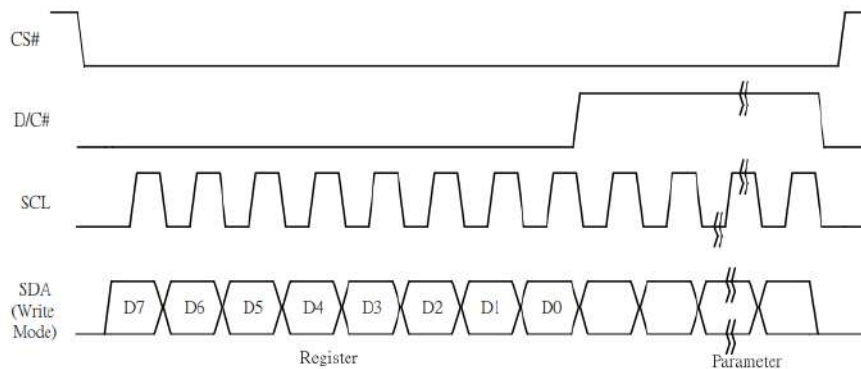 CS#
D/C#
SCL
SDA
(Write
Mode)
D7 D6 D5 D4 D3 D2 D1 D0
Register Parameter